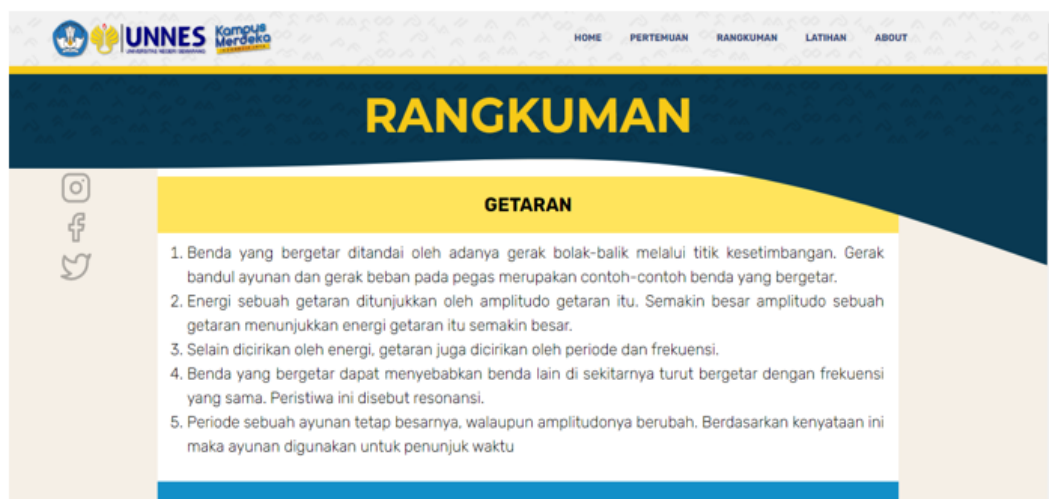 UNNES
UNIVERSITAS NEGERI SEMARANG
Kampus
Merdeka
HOME
PERTEMUAN
RANGKUMAN
LATIHAN
ABOUT
RANGKUMAN
GETARAN
1. Benda yang bergetar ditandai oleh adanya gerak bolak-balik melalui titik kesetimbangan. Gerak
bandul ayunan dan gerak beban pada pegas merupakan contoh-contoh benda yang bergetar.
2. Energi sebuah getaran ditunjukkan oleh amplitudo getaran itu. Semakin besar amplitudo sebuah
getaran menunjukkan energi getaran itu semakin besar.
3. Selain dicirikan oleh energi, getaran juga dicirikan oleh periode dan frekuensi.
4. Benda yang bergetar dapat menyebabkan benda lain di sekitarnya turut bergetar dengan frekuensi
yang sama. Peristiwa ini disebut resonansi.
5. Periode sebuah ayunan tetap besarnya, walaupun amplitudonya berubah. Berdasarkan kenyataan ini
maka ayunan digunakan untuk penunjuk waktu